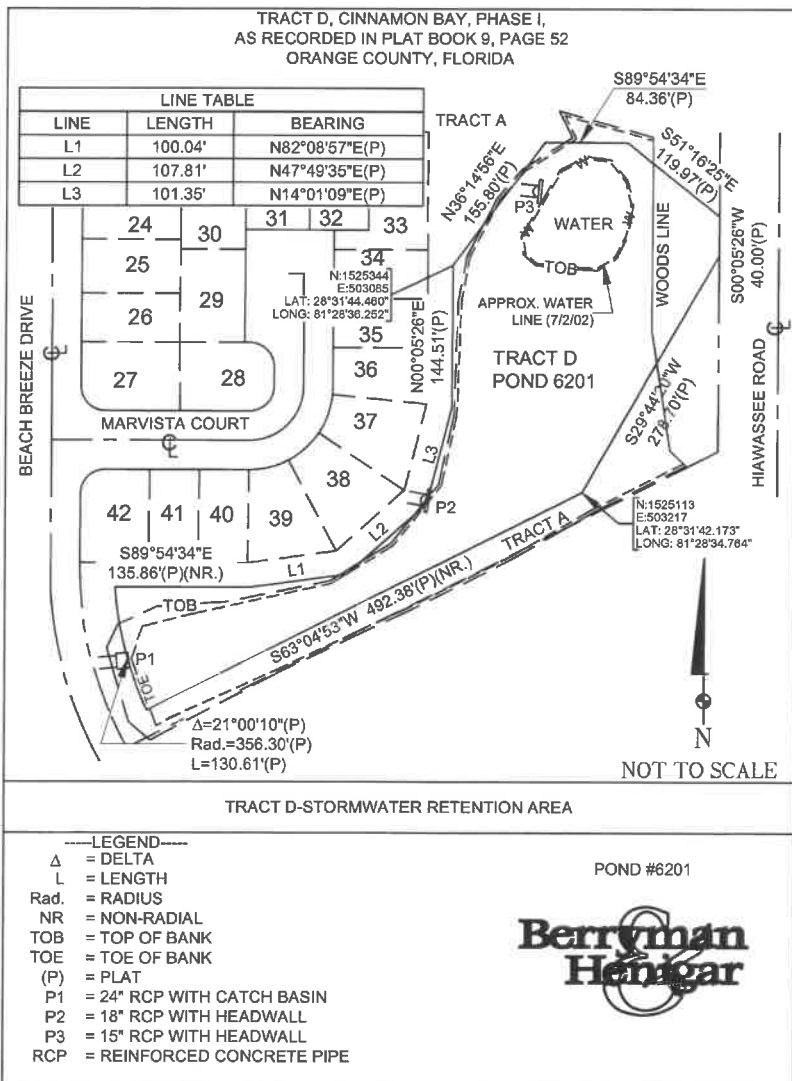 TRACT D, CINNAMON BAY, PHASE I,
AS RECORDED IN PLAT BOOK 9, PAGE 52
ORANGE COUNTY, FLORIDA
LINE TABLE
LINE LENGTH BEARING
L1 100.04' N82°08'57"E(P)
L2 107.81' N47°49'35"E(P)
L3 101.35' N14°01'09"E(P)
TRACT A
S89°54'34"E
84.36'(P)
S51°16'25"E
119.97'(P)
N36°14'56"E
155.80'(P)
P3
WATER
TOB
WOODS LINE
S00°05'26"W
40.00'(P)
HIAWASSEE ROAD
CL
APPROX. WATER
LINE (7/2/02)
TRACT D
POND 6201
S29°44'20"W
278.70'(P)
24
25
26
27
28
29
30
31
32
33
34
35
36
37
38
39
40
41
42
N:1525344
E:503085
LAT: 28°31'44.460"
LONG: 81°28'36.252"
N00°05'26"E
144.51'(P)
BEACH BREEZE DRIVE
CL
MARVISTA COURT
CL
L3
P2
L2
L1
S89°54'34"E
135.86'(P)(NR.)
N:1525113
E:503217
LAT: 28°31'42.173"
LONG: 81°28'34.764"
TRACT A
S63°04'53"W 492.38'(P)(NR.)
TOB
P1
TOE
Δ=21°00'10"(P)
Rad.=356.30'(P)
L=130.61'(P)
N
NOT TO SCALE
TRACT D-STORMWATER RETENTION AREA
-----LEGEND-----
Δ = DELTA
L = LENGTH
Rad. = RADIUS
NR = NON-RADIAL
TOB = TOP OF BANK
TOE = TOE OF BANK
(P) = PLAT
P1 = 24" RCP WITH CATCH BASIN
P2 = 18" RCP WITH HEADWALL
P3 = 15" RCP WITH HEADWALL
RCP = REINFORCED CONCRETE PIPE
POND #6201
Berryman
&
Henigar